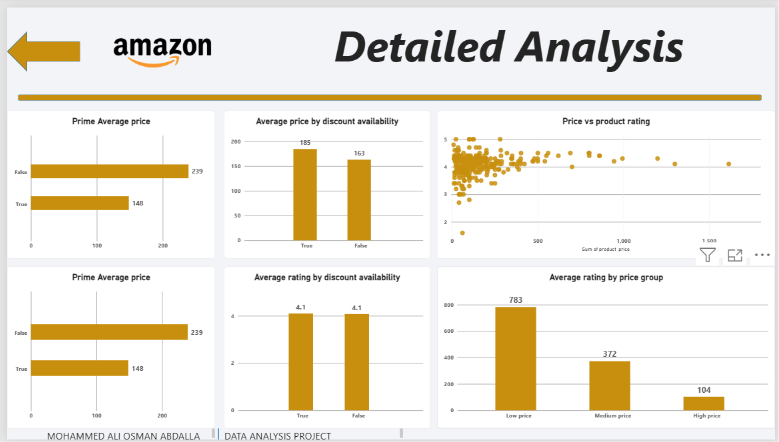 amazon
Detailed Analysis
Prime Average price
False
239
True
148
0 100 200
Average price by discount availability
200
150
100
50
0
185
163
True False
Price vs product rating
5
4
3
2
0 500 1,000 1,500
Sum of product price
Prime Average price
False
239
True
148
0 100 200
Average rating by discount availability
4
2
0
4.1
4.1
True False
Average rating by price group
800
600
400
200
0
783
372
104
Low price Medium price High price
MOHAMMED ALI OSMAN ABDALLA
DATA ANALYSIS PROJECT